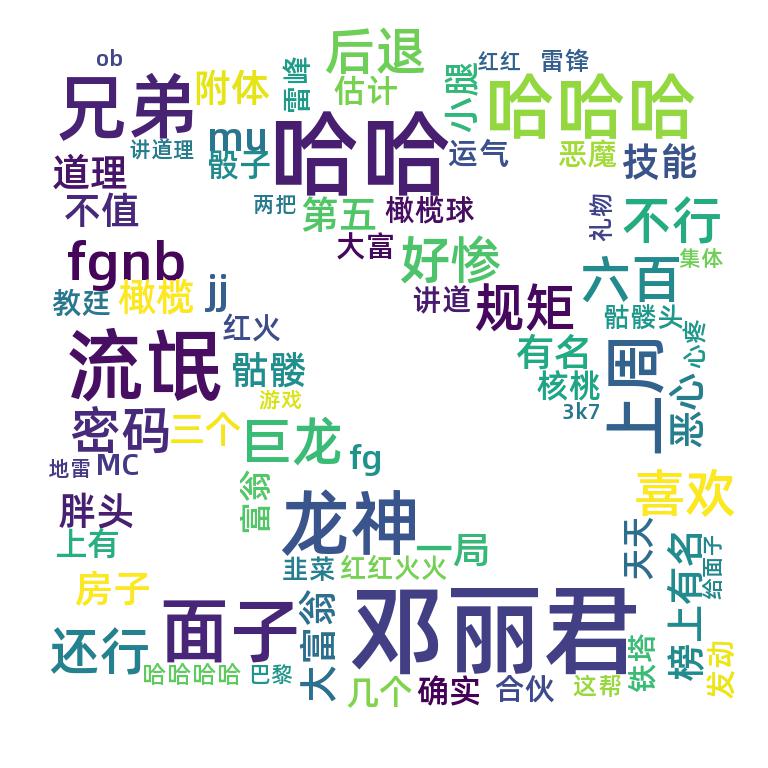 ob
后退
红红
雷锋
兄弟
附体
雷峰
估计
小腿
哈哈哈
讲道理
mu
哈哈
运气
恶魔
技能
道理
骰子
不值
两把
第五
橄榄球
礼物
不行
大富
好惨
集体
fgnb
六百
教廷
橄榄
jj
讲道
规矩
骷髅头
红火
流氓
骷髅
有名
上周
心疼
核桃
恶心
游戏
3k7
密码
三个
巨龙
fg
地雷
MC
富翁
喜欢
胖头
龙神
一局
天天
上有
榜上有名
给面子
韭菜
红红火火
房子
面子
大富翁
邓丽君
还行
铁塔
发动
哈哈哈哈
巴黎
几个
确实
合伙
这帮